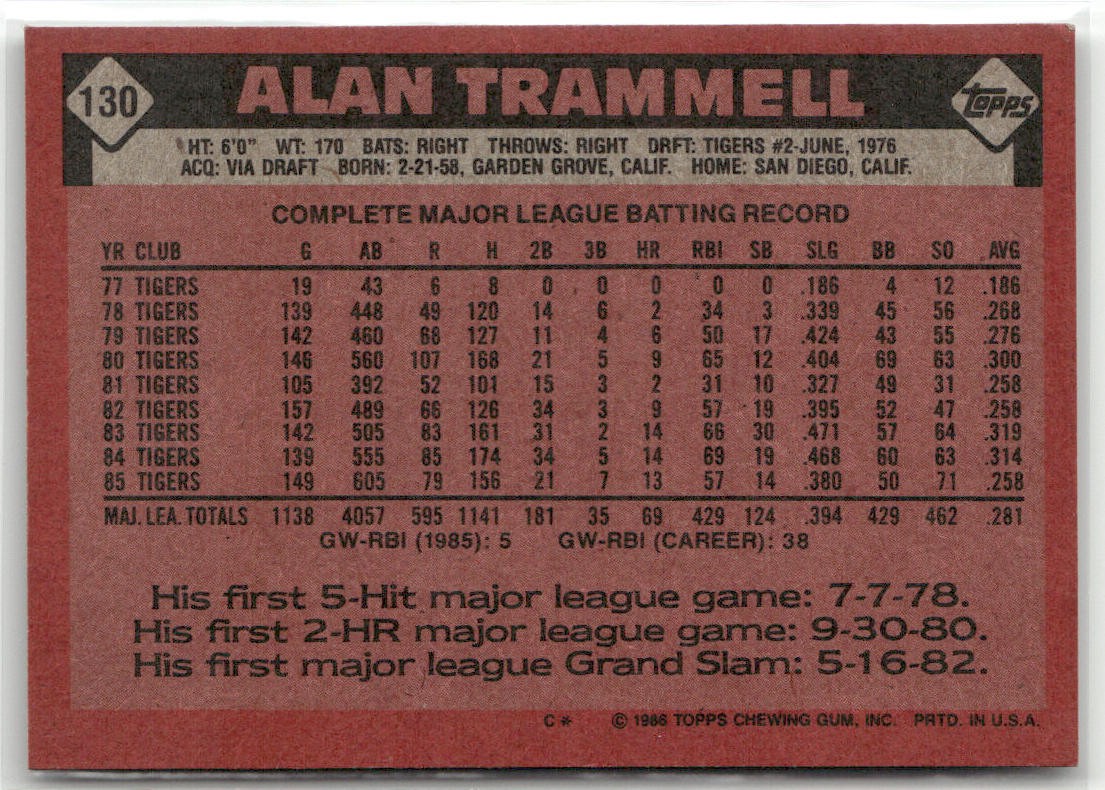 130 ALAN TRAMMELL Topps
HT: 6'0" WT: 170 BATS: RIGHT THROWS: RIGHT DRFT: TIGERS #2-JUNE, 1976
ACQ: VIA DRAFT BORN: 2-21-58, GARDEN GROVE, CALIF. HOME: SAN DIEGO, CALIF.
COMPLETE MAJOR LEAGUE BATTING RECORD
YR CLUB G AB R H 2B 3B HR RBI SB SLG BB SO AVG
77 TIGERS 19 43 6 8 0 0 0 0 0 .186 4 12 .186
78 TIGERS 139 448 49 120 14 6 2 34 3 .339 45 56 .268
79 TIGERS 142 460 68 127 11 4 6 50 17 .424 43 55 .276
80 TIGERS 146 560 107 168 21 5 9 65 12 .404 69 63 .300
81 TIGERS 105 392 52 101 15 3 2 31 10 .327 49 31 .258
82 TIGERS 157 489 66 126 34 3 9 57 19 .395 52 47 .258
83 TIGERS 142 505 83 161 31 2 14 66 30 .471 57 64 .319
84 TIGERS 139 555 85 174 34 5 14 69 19 .468 60 63 .314
85 TIGERS 149 605 79 156 21 7 13 57 14 .380 50 71 .258
MAJ. LEA. TOTALS 1138 4057 595 1141 181 35 69 429 124 .394 429 462 .281
GW-RBI (1985): 5 GW-RBI (CAREER): 38
His first 5-Hit major league game: 7-7-78.
His first 2-HR major league game: 9-30-80.
His first major league Grand Slam: 5-16-82.
C* © 1986 TOPPS CHEWING GUM, INC. PRTD. IN U.S.A.